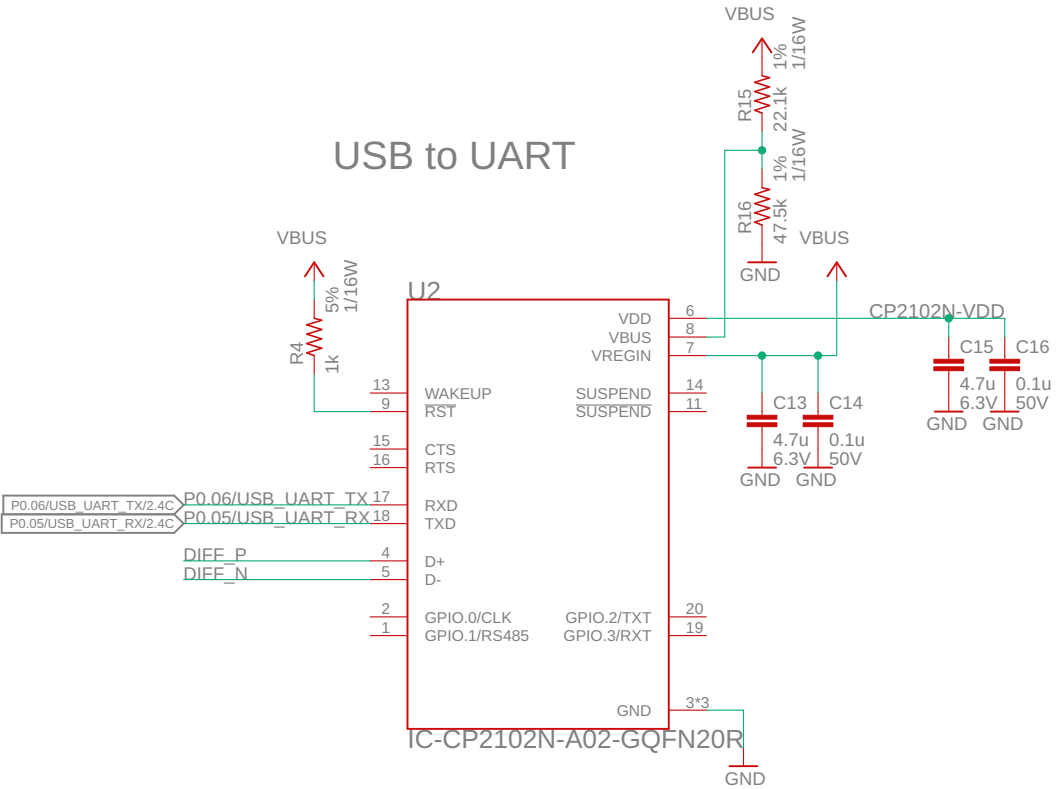 VBUS
1%
1/16W
R15
22.1k
USB to UART
1%
1/16W
R16
47.5k
GND
VBUS
VBUS
5%
1/16W
R4
1k
U2
VDD
6
CP2102N-VDD
VBUS
8
VREGIN
7
C15
4.7u
6.3V
GND
C16
0.1u
50V
GND
13
WAKEUP
SUSPEND
14
9
RST
SUSPEND
11
C13
4.7u
6.3V
GND
C14
0.1u
50V
GND
15
CTS
16
RTS
P0.06/USB_UART_TX/2.4C
P0.06/USB_UART_TX
17
RXD
P0.05/USB_UART_RX/2.4C
P0.05/USB_UART_RX
18
TXD
DIFF_P
4
D+
DIFF_N
5
D-
2
GPIO.0/CLK
GPIO.2/TXT
20
1
GPIO.1/RS485
GPIO.3/RXT
19
GND
3*3
IC-CP2102N-A02-GQFN20R
GND